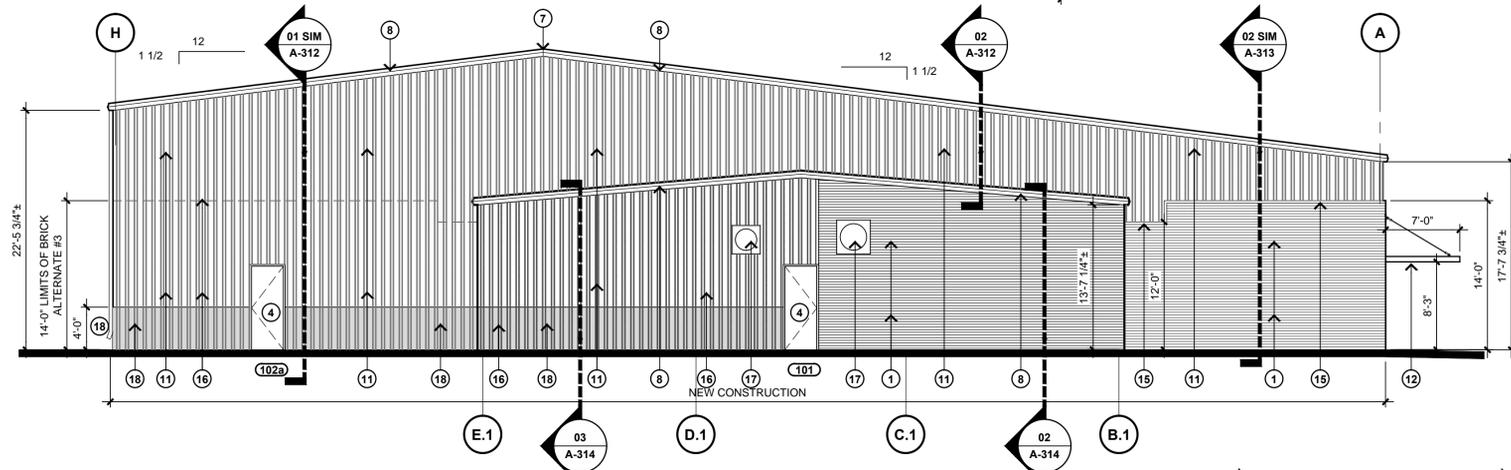 H
1 1/2
12
01 SIM
A-312
8
7
8
12
1 1/2
02
A-312
02 SIM
A-313
A
22'-5 3/4"±
14'-0" LIMITS OF BRICK
ALTERNATE #3
4'-0"
18
4
4
13'-7 1/4"±
12'-0"
7'-0"
8'-3"
14'-0"
17'-7 3/4"±
18
11
16
102a
11
18
16
18
11
8
16
17
101
17
1
11
8
15
11
1
15
12
NEW CONSTRUCTION
E.1
03
A-314
D.1
C.1
02
A-314
B.1